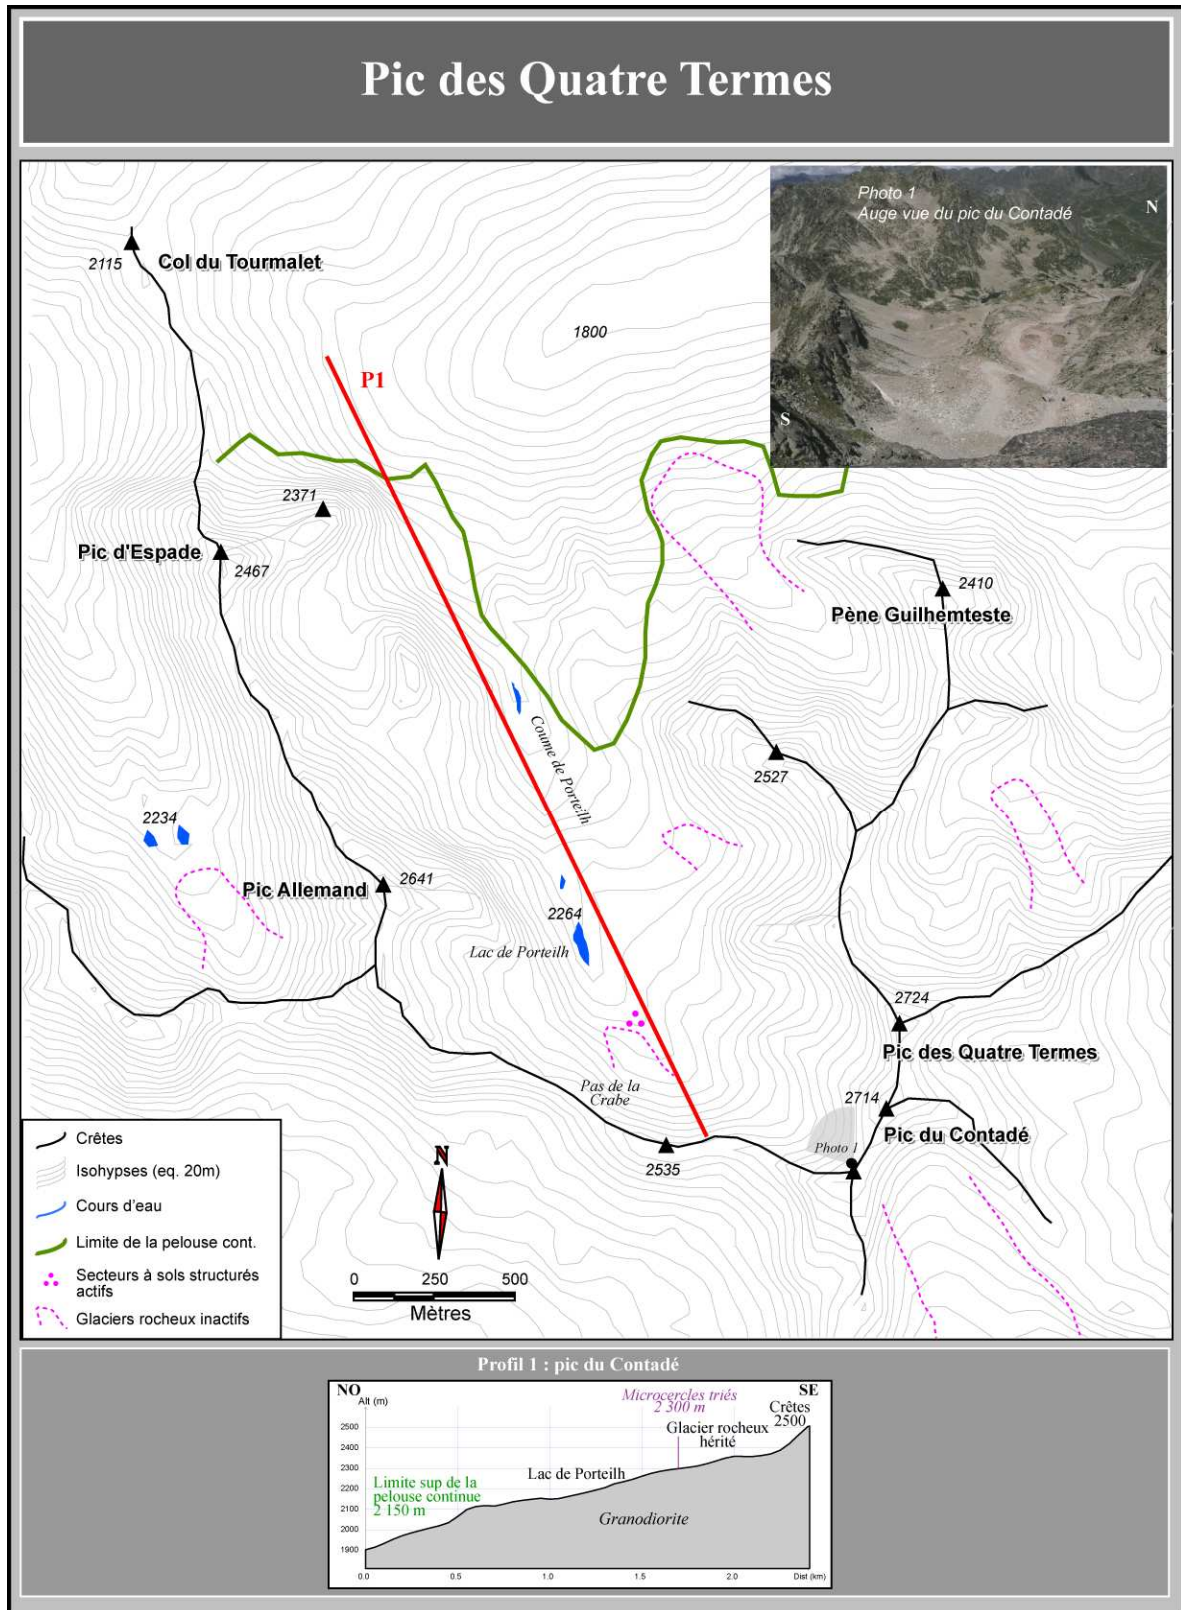 Pic des Quatre Termes
Photo 1
Auge vue du pic du Contadé
N
S
2115
Col du Tourmalet
1800
P1
2371
Pic d'Espade
2467
2410
Pène Guilhemteste
Coume de Porteilh
2527
2234
Pic Allemand
2641
2264
Lac de Porteilh
2724
Pic des Quatre Termes
Pas de la
Crabe
2714
Pic du Contadé
Photo 1
2535
Crêtes
Isohypses (eq. 20m)
Cours d'eau
Limite de la pelouse cont.
Secteurs à sols structurés
actifs
Glaciers rocheux inactifs
N
0 250 500
Mètres
Profil 1 : pic du Contadé
NO
SE
Alt (m)
Microcercles triés
2 300 m
Crêtes
2500
Glacier rocheux
hérité
Lac de Porteilh
Limite sup de la
pelouse continue
2 150 m
Granodiorite
2500
2400
2300
2200
2100
2000
1900
0.0 0.5 1.0 1.5 2.0 Dist (km)